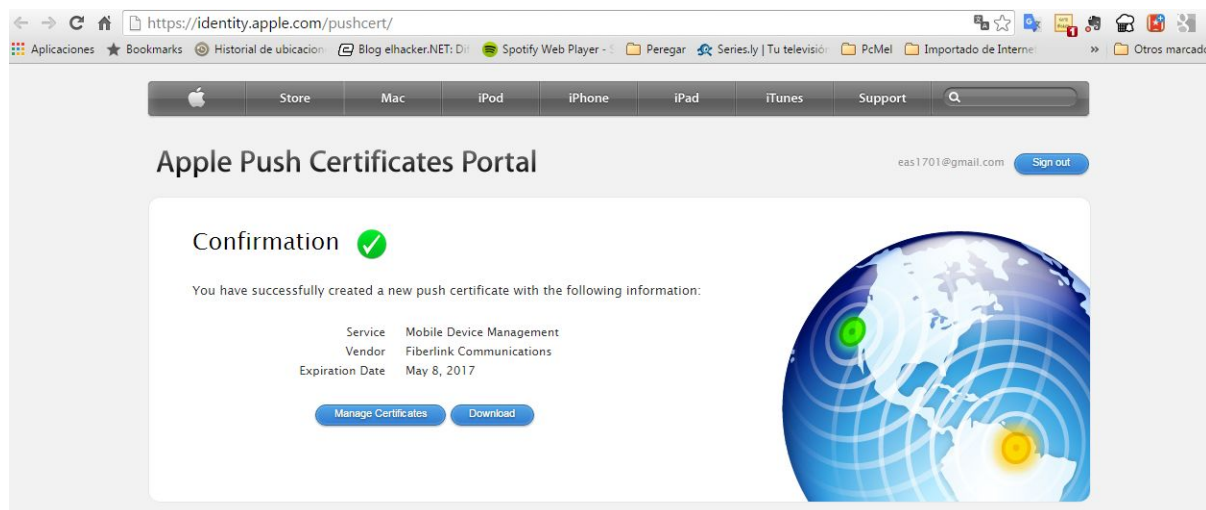 https://identity.apple.com/pushcert/
Aplicaciones Bookmarks Historial de ubicacion Blog elhacker.NET: Spotify Web Player - Peregar Series.ly | Tu televisión PcMel Importado de Interne » Otros marcado
Store Mac iPod iPhone iPad iTunes Support
Apple Push Certificates Portal
eas1701@gmail.com Sign out
Confirmation
You have successfully created a new push certificate with the following information:
Service Mobile Device Management
Vendor Fiberlink Communications
Expiration Date May 8, 2017
Manage Certificates Download